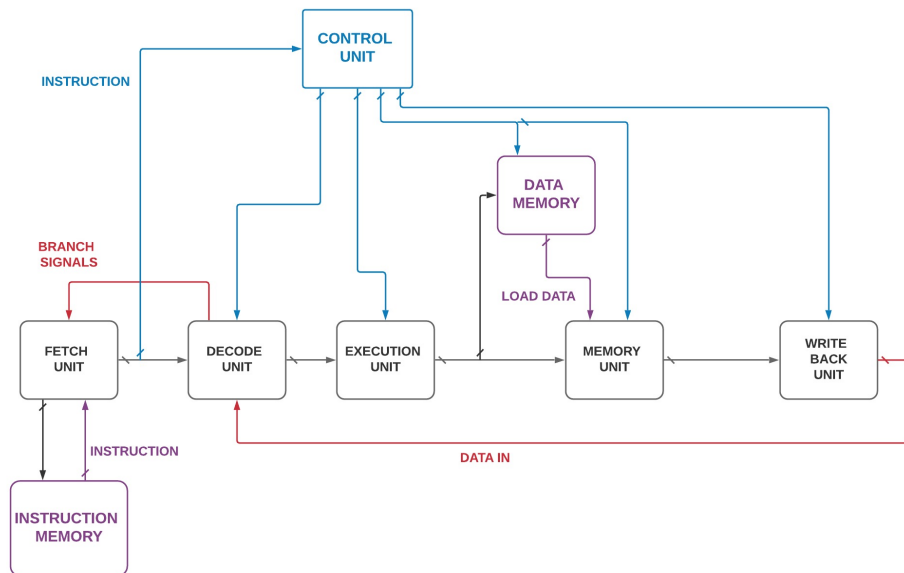 CONTROL
UNIT
INSTRUCTION
DATA
MEMORY
BRANCH
SIGNALS
LOAD DATA
FETCH
UNIT
DECODE
UNIT
EXECUTION
UNIT
MEMORY
UNIT
WRITE
BACK
UNIT
INSTRUCTION
DATA IN
INSTRUCTION
MEMORY